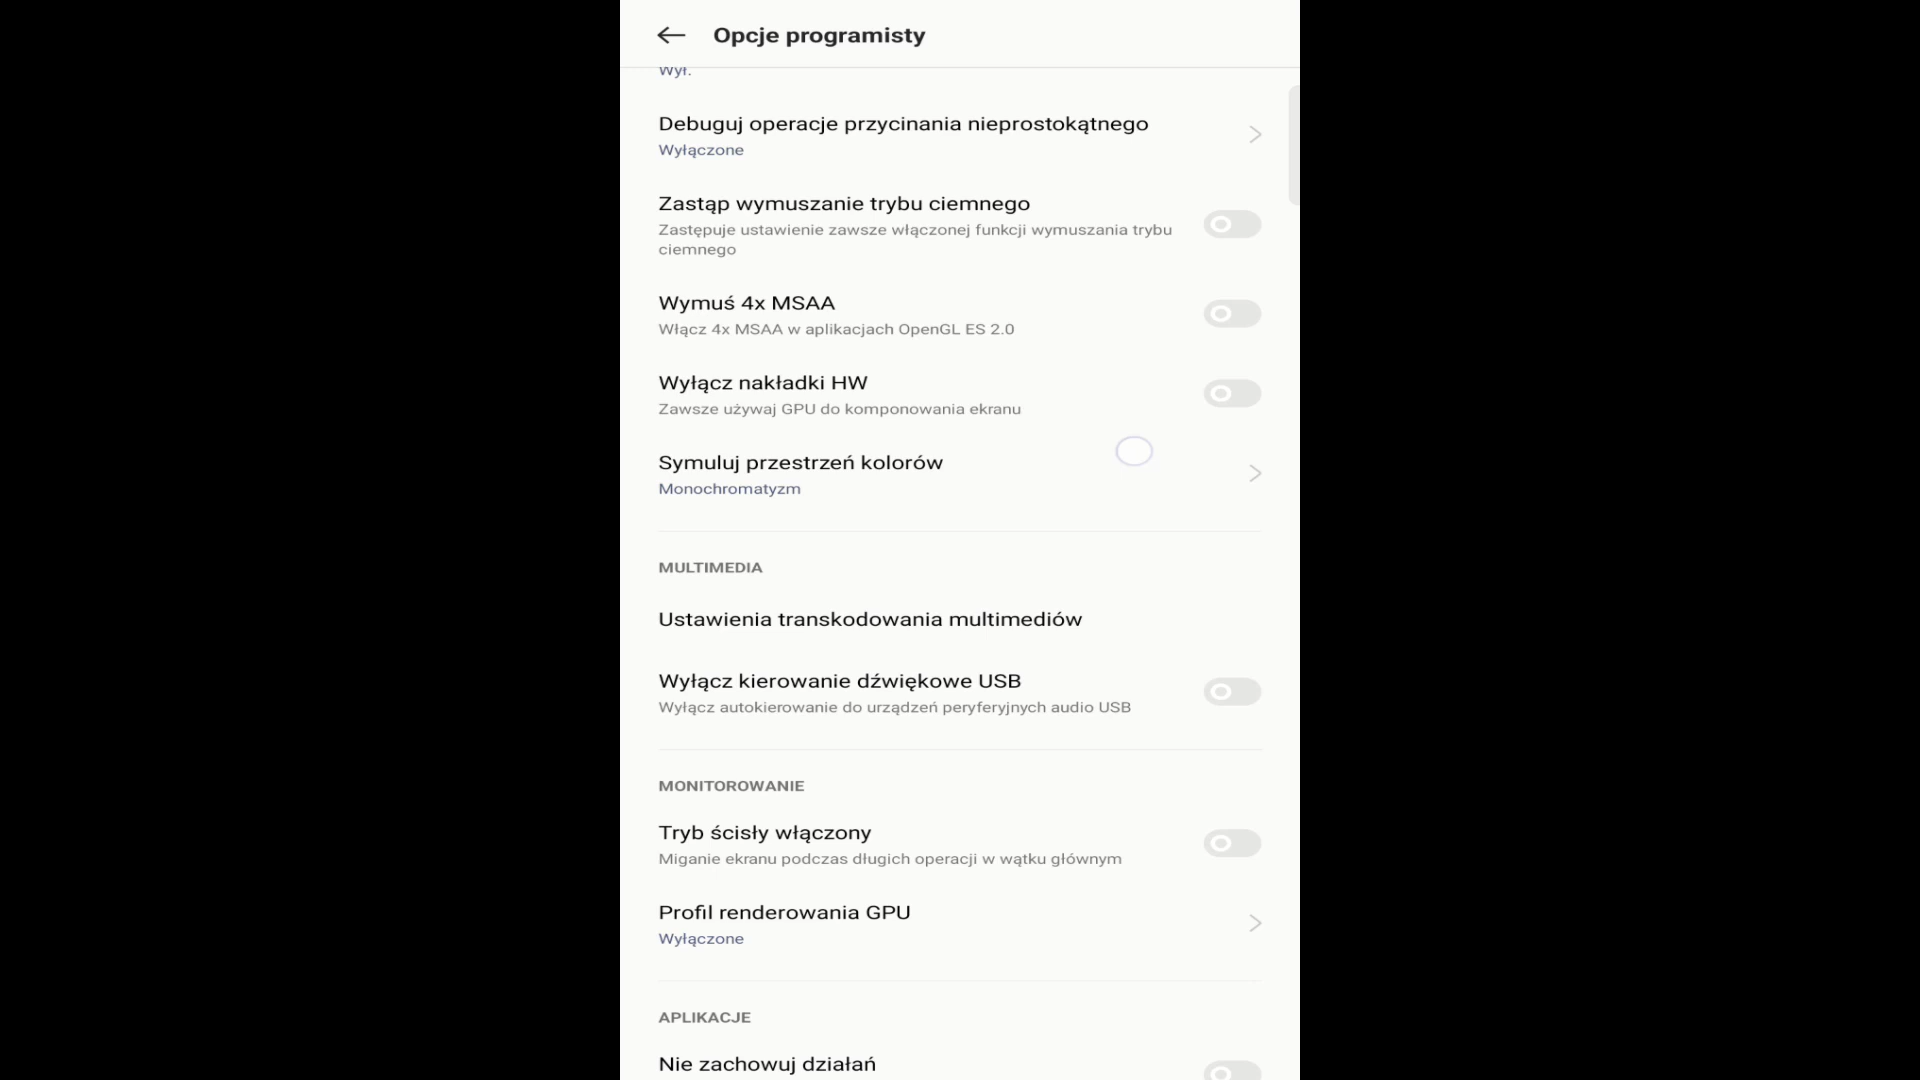 Opcje programisty
Wył.
Debuguj operacje przycinania nieprostokątnego
Wyłączone
Zastąp wymuszanie trybu ciemnego
Zastępuje ustawienie zawsze włączonej funkcji wymuszania trybu
ciemnego
Wymuś 4x MSAA
Włącz 4x MSAA w aplikacjach OpenGL ES 2.0
Wyłącz nakładki HW
Zawsze używaj GPU do komponowania ekranu
Symuluj przestrzeń kolorów
Monochromatyzm
MULTIMEDIA
Ustawienia transkodowania multimediów
Wyłącz kierowanie dźwiękowe USB
Wyłącz autokierowanie do urządzeń peryferyjnych audio USB
MONITOROWANIE
Tryb ścisły włączony
Miganie ekranu podczas długich operacji w wątku głównym
Profil renderowania GPU
Wyłączone
APLIKACJE
Nie zachowuj działań